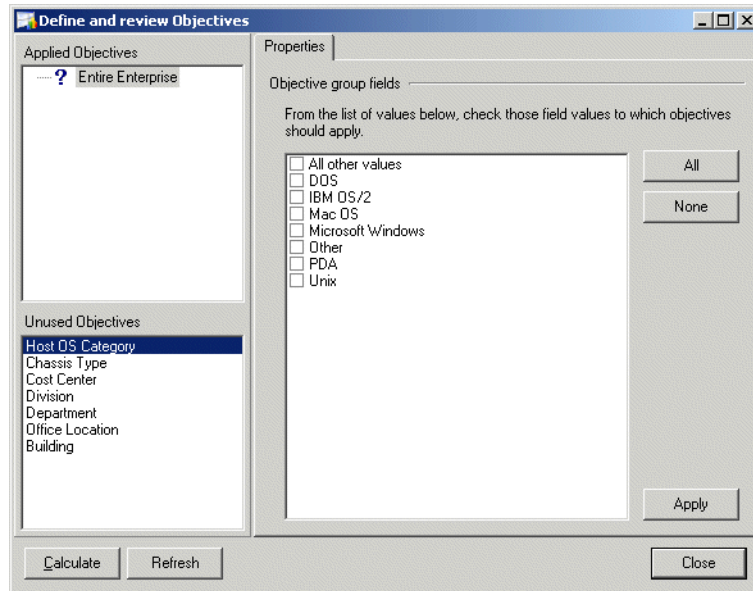 Define and review Objectives
Applied Objectives
? Entire Enterprise
Unused Objectives
Host OS Category
Chassis Type
Cost Center
Division
Department
Office Location
Building
Properties
Objective group fields
From the list of values below, check those field values to which objectives
should apply.
All other values
DOS
IBM OS/2
Mac OS
Microsoft Windows
Other
PDA
Unix
All
None
Apply
Calculate
Refresh
Close